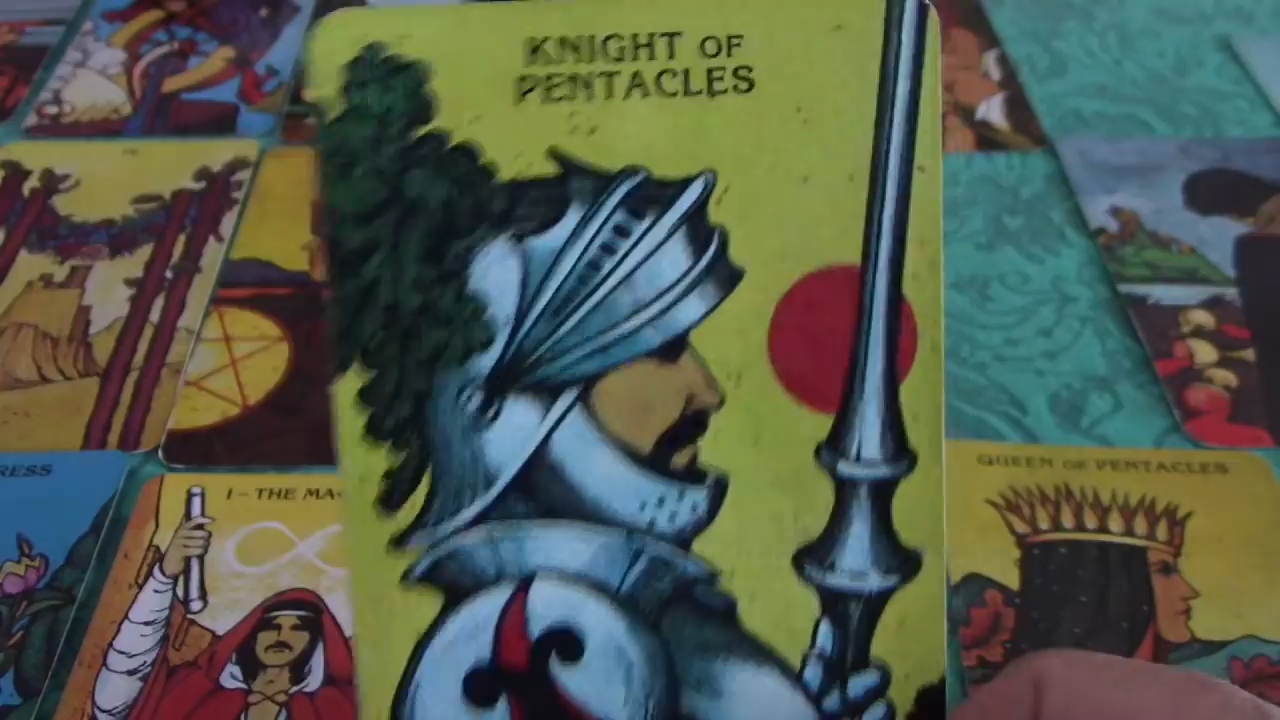 KNIGHT OF
PENTACLES
RESS
I-THE MA
QUEEN OF PENTACLES